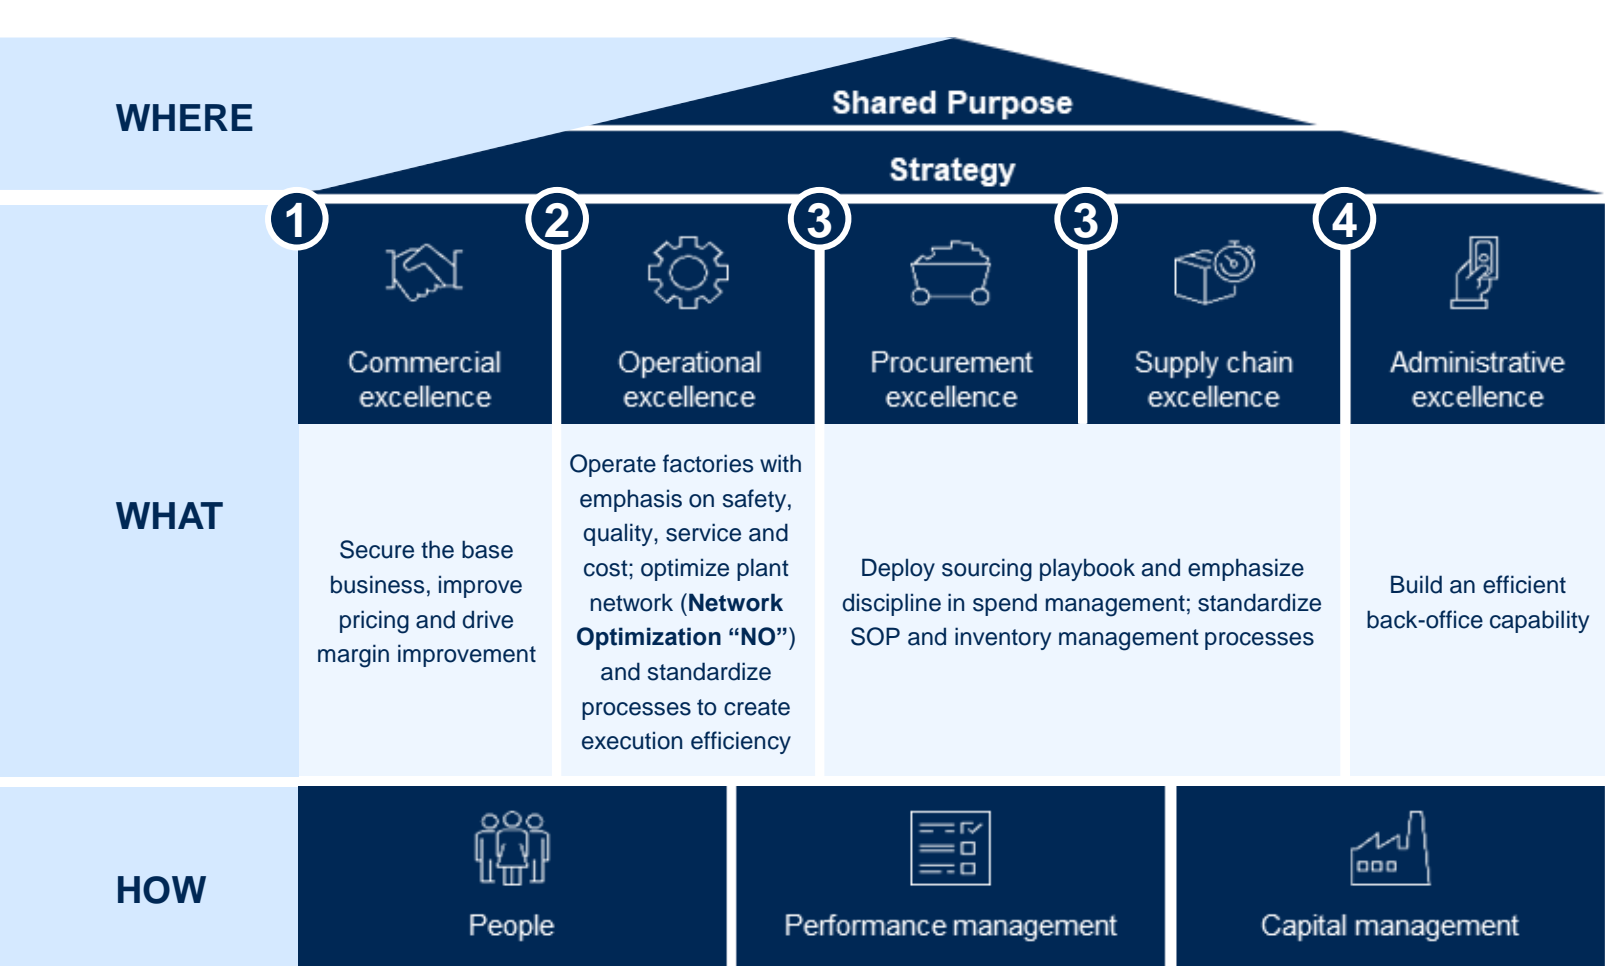 WHERE
Shared Purpose
Strategy
1
2
3
3
4
Commercial
excellence
Operational
excellence
Procurement
excellence
Supply chain
excellence
Administrative
excellence
WHAT
Secure the base
business, improve
pricing and drive
margin improvement
Operate factories with
emphasis on safety,
quality, service and
cost; optimize plant
network (Network
Optimization “NO”)
and standardize
processes to create
execution efficiency
Deploy sourcing playbook and emphasize
discipline in spend management; standardize
SOP and inventory management processes
Build an efficient
back-office capability
HOW
People
Performance management
Capital management